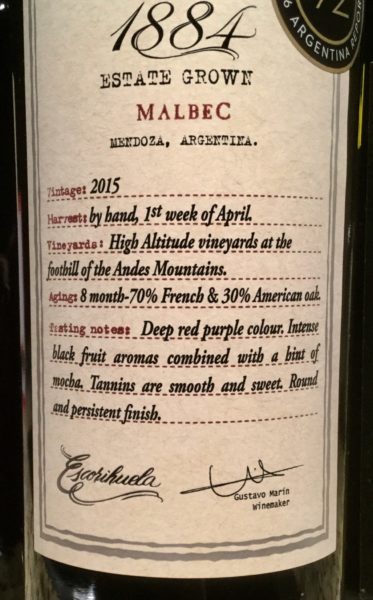 1884
ESTATE GROWN
MALBEC
MENDOZA, ARGENTINA.
Vintage: 2015
Harvest: by hand, 1st week of April.
Vineyards: High Altitude vineyards at the
foothill of the Andes Mountains.
Aging: 8 month-70% French & 30% American oak.
Tasting notes: Deep red purple colour. Intense
black fruit aromas combined with a hint of
mocha. Tannins are smooth and sweet. Round
and persistent finish.
Escorihuela
Gustavo Marín
Winemaker
ARGENTINA